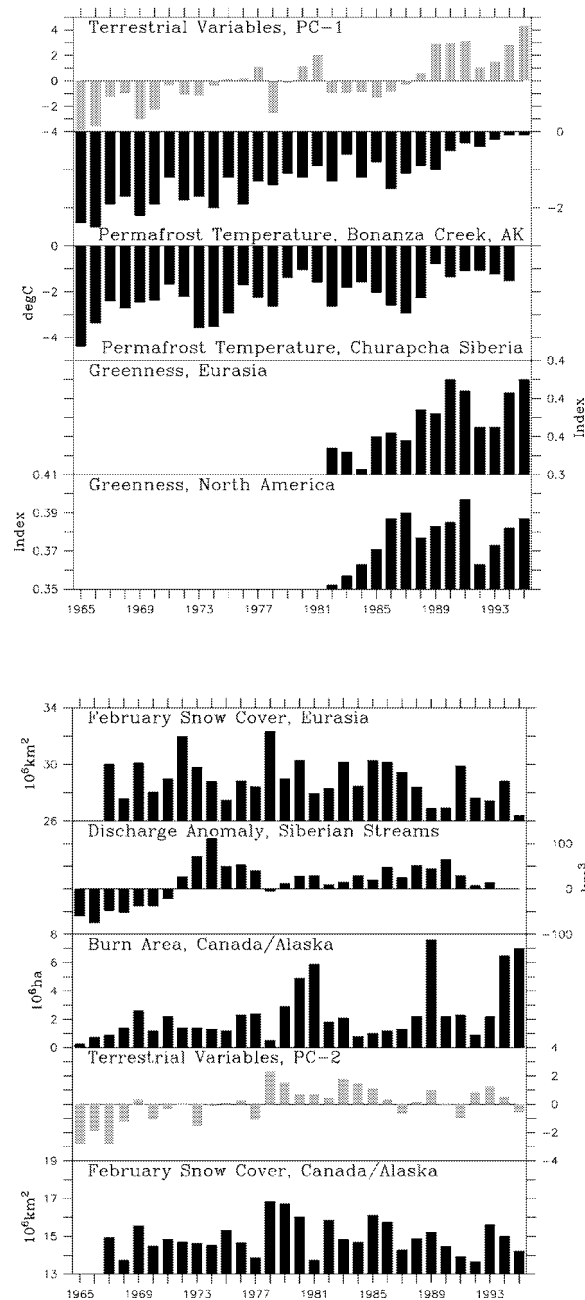 Terrestrial Variables, PC-1
4
2
0
−2
−4
0
−2
Permafrost Temperature, Bonanza Creek, AK
0
−2
−4
degC
Permafrost Temperature, Churapcha Siberia
0.4
Greenness, Eurasia
0.4
0.4
0.3
Index
0.41
Greenness, North America
0.39
0.37
0.35
Index
1965 1969 1973 1977 1981 1985 1989 1993
34
February Snow Cover, Eurasia
30
26
10⁶km²
Discharge Anomaly, Siberian Streams
100
0
−100
km³
8
Burn Area, Canada/Alaska
6
4
2
0
10⁶ha
4
Terrestrial Variables, PC-2
2
0
−2
−4
19
February Snow Cover, Canada/Alaska
17
15
13
10⁶km²
1965 1969 1973 1977 1981 1985 1989 1993